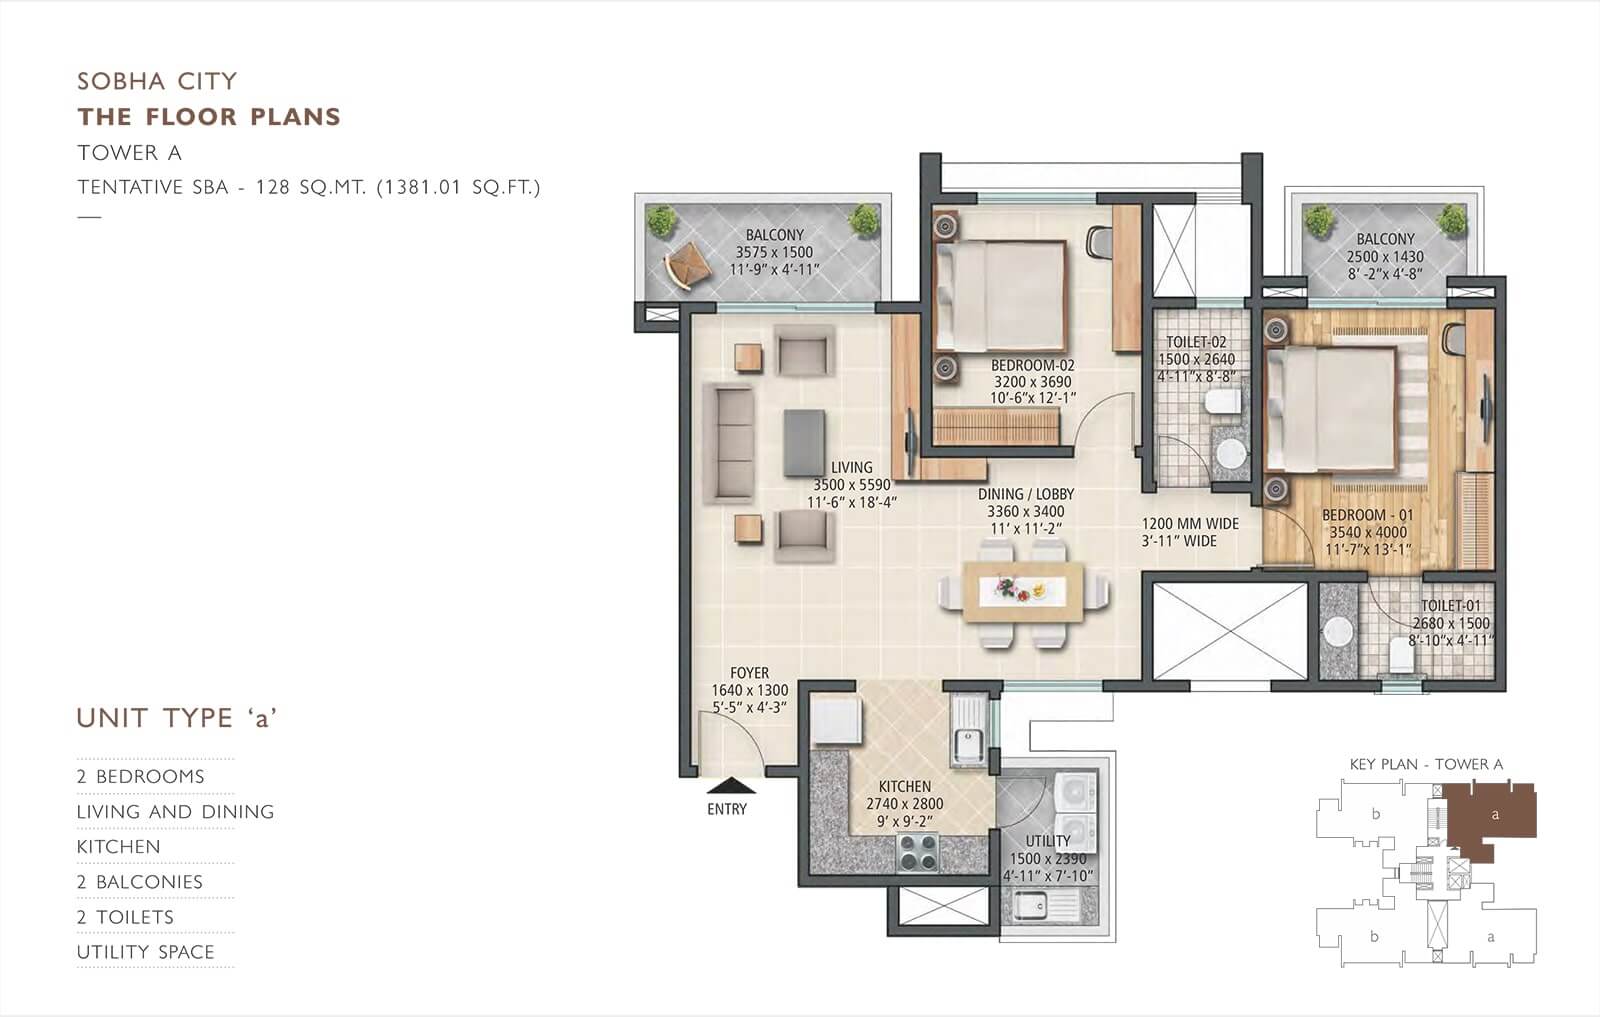 SOBHA CITY
THE FLOOR PLANS
TOWER A
TENTATIVE SBA - 128 SQ.MT. (1381.01 SQ.FT.)
BALCONY
3575 x 1500
11'-9" x 4'-11"
BALCONY
2500 x 1430
8' -2"x 4'-8"
BEDROOM-02
3200 x 3690
10'-6"x 12'-1"
TOILET-02
1500 x 2640
4'-11"x 8'-8"
LIVING
3500 x 5590
11'-6" x 18'-4"
DINING / LOBBY
3360 x 3400
11' x 11'-2"
1200 MM WIDE
3'-11" WIDE
BEDROOM - 01
3540 x 4000
11'-7"x 13'-1"
TOILET-01
2680 x 1500
8'-10"x 4'-11"
FOYER
1640 x 1300
5'-5" x 4'-3"
ENTRY
KITCHEN
2740 x 2800
9' x 9'-2"
UTILITY
1500 x 2390
4'-11" x 7'-10"
UNIT TYPE ‘a’
2 BEDROOMS
LIVING AND DINING
KITCHEN
2 BALCONIES
2 TOILETS
UTILITY SPACE
KEY PLAN - TOWER A
b
a
b
a